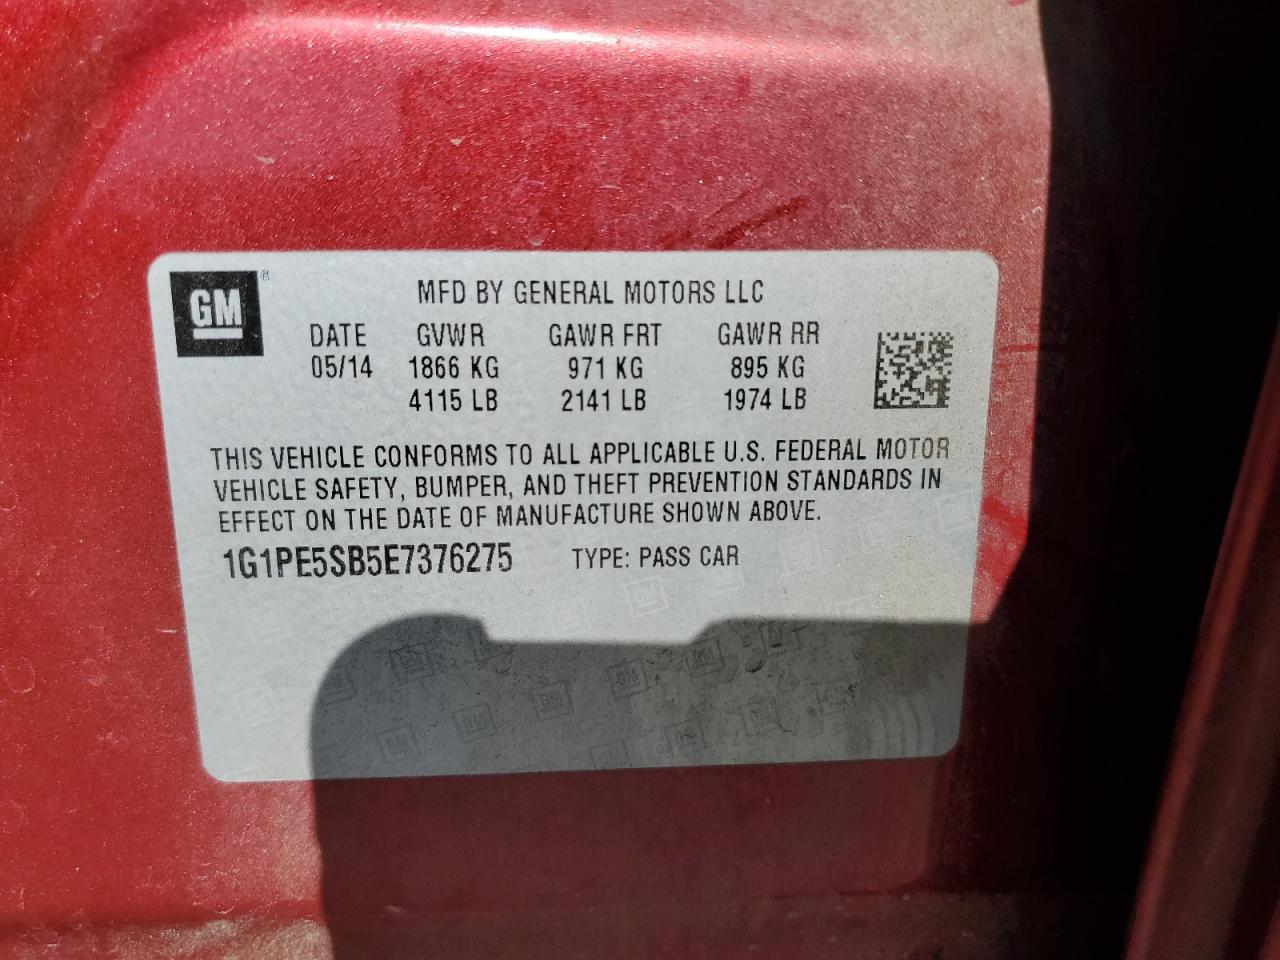 GM®
MFD BY GENERAL MOTORS LLC
DATE GVWR GAWR FRT GAWR RR
05/14 1866 KG 971 KG 895 KG
4115 LB 2141 LB 1974 LB
THIS VEHICLE CONFORMS TO ALL APPLICABLE U.S. FEDERAL MOTOR
VEHICLE SAFETY, BUMPER, AND THEFT PREVENTION STANDARDS IN
EFFECT ON THE DATE OF MANUFACTURE SHOWN ABOVE.
1G1PE5SB5E7376275 TYPE: PASS CAR